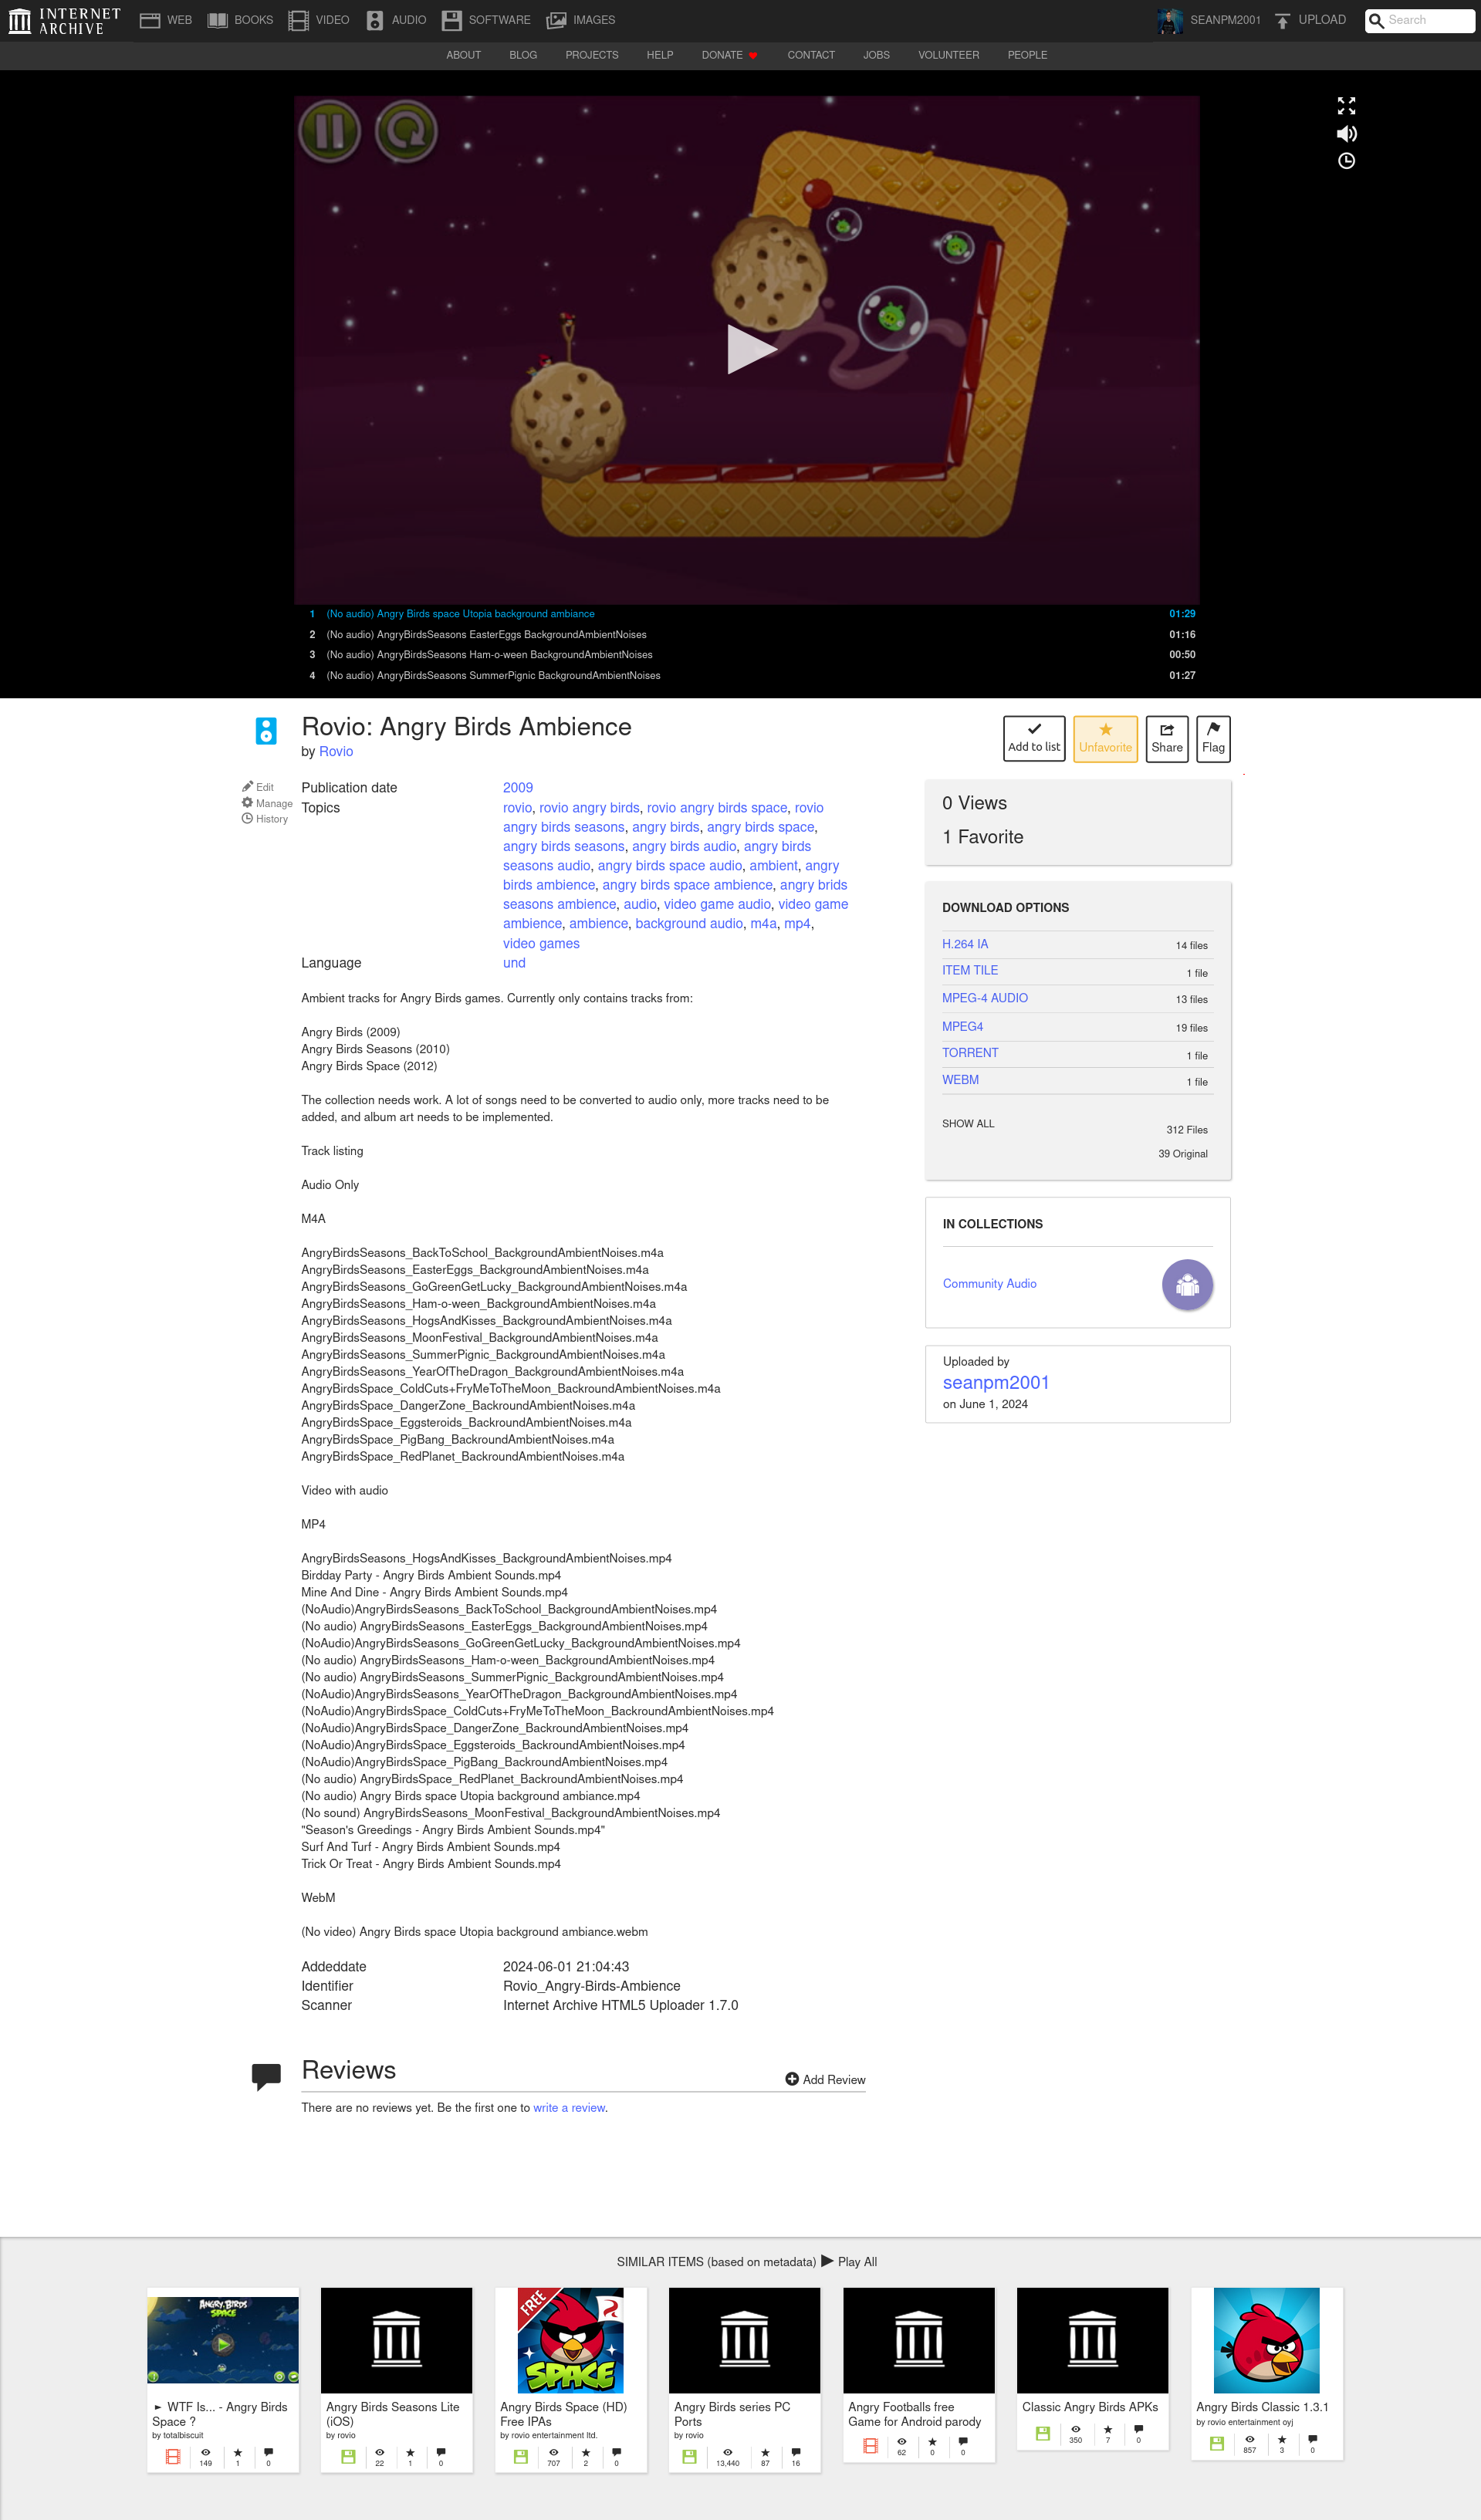 INTERNET ARCHIVE
WEB BOOKS VIDEO AUDIO SOFTWARE IMAGES SEANPM2001 UPLOAD Search
ABOUT BLOG PROJECTS HELP DONATE CONTACT JOBS VOLUNTEER PEOPLE
1 (No audio) Angry Birds space Utopia background ambiance 01:29
2 (No audio) AngryBirdsSeasons EasterEggs BackgroundAmbientNoises 01:16
3 (No audio) AngryBirdsSeasons Ham-o-ween BackgroundAmbientNoises 00:50
4 (No audio) AngryBirdsSeasons SummerPignic BackgroundAmbientNoises 01:27
Rovio: Angry Birds Ambience
by Rovio
Add to list Unfavorite Share Flag
Edit
Manage
History
Publication date 2009
Topics rovio, rovio angry birds, rovio angry birds space, rovio
angry birds seasons, angry birds, angry birds space,
angry birds seasons, angry birds audio, angry birds
seasons audio, angry birds space audio, ambient, angry
birds ambience, angry birds space ambience, angry brids
seasons ambience, audio, video game audio, video game
ambience, ambience, background audio, m4a, mp4,
video games
Language und
Ambient tracks for Angry Birds games. Currently only contains tracks from:
Angry Birds (2009)
Angry Birds Seasons (2010)
Angry Birds Space (2012)
The collection needs work. A lot of songs need to be converted to audio only, more tracks need to be
added, and album art needs to be implemented.
Track listing
Audio Only
M4A
AngryBirdsSeasons_BackToSchool_BackgroundAmbientNoises.m4a
AngryBirdsSeasons_EasterEggs_BackgroundAmbientNoises.m4a
AngryBirdsSeasons_GoGreenGetLucky_BackgroundAmbientNoises.m4a
AngryBirdsSeasons_Ham-o-ween_BackgroundAmbientNoises.m4a
AngryBirdsSeasons_HogsAndKisses_BackgroundAmbientNoises.m4a
AngryBirdsSeasons_MoonFestival_BackgroundAmbientNoises.m4a
AngryBirdsSeasons_SummerPignic_BackgroundAmbientNoises.m4a
AngryBirdsSeasons_YearOfTheDragon_BackgroundAmbientNoises.m4a
AngryBirdsSpace_ColdCuts+FryMeToTheMoon_BackroundAmbientNoises.m4a
AngryBirdsSpace_DangerZone_BackroundAmbientNoises.m4a
AngryBirdsSpace_Eggsteroids_BackroundAmbientNoises.m4a
AngryBirdsSpace_PigBang_BackroundAmbientNoises.m4a
AngryBirdsSpace_RedPlanet_BackroundAmbientNoises.m4a
Video with audio
MP4
AngryBirdsSeasons_HogsAndKisses_BackgroundAmbientNoises.mp4
Birdday Party - Angry Birds Ambient Sounds.mp4
Mine And Dine - Angry Birds Ambient Sounds.mp4
(NoAudio)AngryBirdsSeasons_BackToSchool_BackgroundAmbientNoises.mp4
(No audio) AngryBirdsSeasons_EasterEggs_BackgroundAmbientNoises.mp4
(NoAudio)AngryBirdsSeasons_GoGreenGetLucky_BackgroundAmbientNoises.mp4
(No audio) AngryBirdsSeasons_Ham-o-ween_BackgroundAmbientNoises.mp4
(No audio) AngryBirdsSeasons_SummerPignic_BackgroundAmbientNoises.mp4
(NoAudio)AngryBirdsSeasons_YearOfTheDragon_BackgroundAmbientNoises.mp4
(NoAudio)AngryBirdsSpace_ColdCuts+FryMeToTheMoon_BackroundAmbientNoises.mp4
(NoAudio)AngryBirdsSpace_DangerZone_BackroundAmbientNoises.mp4
(NoAudio)AngryBirdsSpace_Eggsteroids_BackroundAmbientNoises.mp4
(NoAudio)AngryBirdsSpace_PigBang_BackroundAmbientNoises.mp4
(No audio) AngryBirdsSpace_RedPlanet_BackroundAmbientNoises.mp4
(No audio) Angry Birds space Utopia background ambiance.mp4
(No sound) AngryBirdsSeasons_MoonFestival_BackgroundAmbientNoises.mp4
"Season's Greedings - Angry Birds Ambient Sounds.mp4"
Surf And Turf - Angry Birds Ambient Sounds.mp4
Trick Or Treat - Angry Birds Ambient Sounds.mp4
WebM
(No video) Angry Birds space Utopia background ambiance.webm
Addeddate 2024-06-01 21:04:43
Identifier Rovio_Angry-Birds-Ambience
Scanner Internet Archive HTML5 Uploader 1.7.0
0 Views
1 Favorite
DOWNLOAD OPTIONS
H.264 IA 14 files
ITEM TILE 1 file
MPEG-4 AUDIO 13 files
MPEG4 19 files
TORRENT 1 file
WEBM 1 file
SHOW ALL 312 Files
39 Original
IN COLLECTIONS
Community Audio
Uploaded by
seanpm2001
on June 1, 2024
Reviews
Add Review
There are no reviews yet. Be the first one to write a review.
SIMILAR ITEMS (based on metadata) Play All
ANGRY BIRDS SPACE
► WTF Is... - Angry Birds
Space ?
by totalbiscuit
149 1 0
Angry Birds Seasons Lite
(iOS)
by rovio
22 1 0
FREE
SPACE
Angry Birds Space (HD)
Free IPAs
by rovio entertainment ltd.
707 2 0
Angry Birds series PC
Ports
by rovio
13,440 87 16
Angry Footballs free
Game for Android parody
62 0 0
Classic Angry Birds APKs
350 7 0
Angry Birds Classic 1.3.1
by rovio entertainment oyj
857 3 0